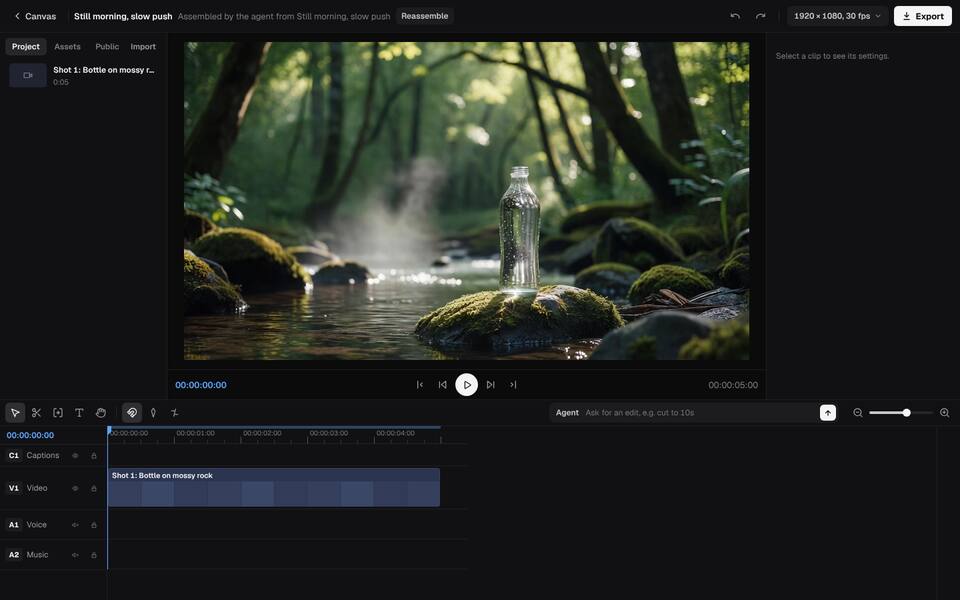 Canvas
Still morning, slow push
Assembled by the agent from Still morning, slow push
Reassemble
1920 × 1080, 30 fps
Export
Project
Assets
Public
Import
Shot 1: Bottle on mossy r...
0:05
Select a clip to see its settings.
00:00:00:00
00:00:05:00
Agent
Ask for an edit, e.g. cut to 10s
00:00:00:00
00:00:00:00
00:00:01:00
00:00:02:00
00:00:03:00
00:00:04:00
C1 Captions
V1 Video
Shot 1: Bottle on mossy rock
A1 Voice
A2 Music